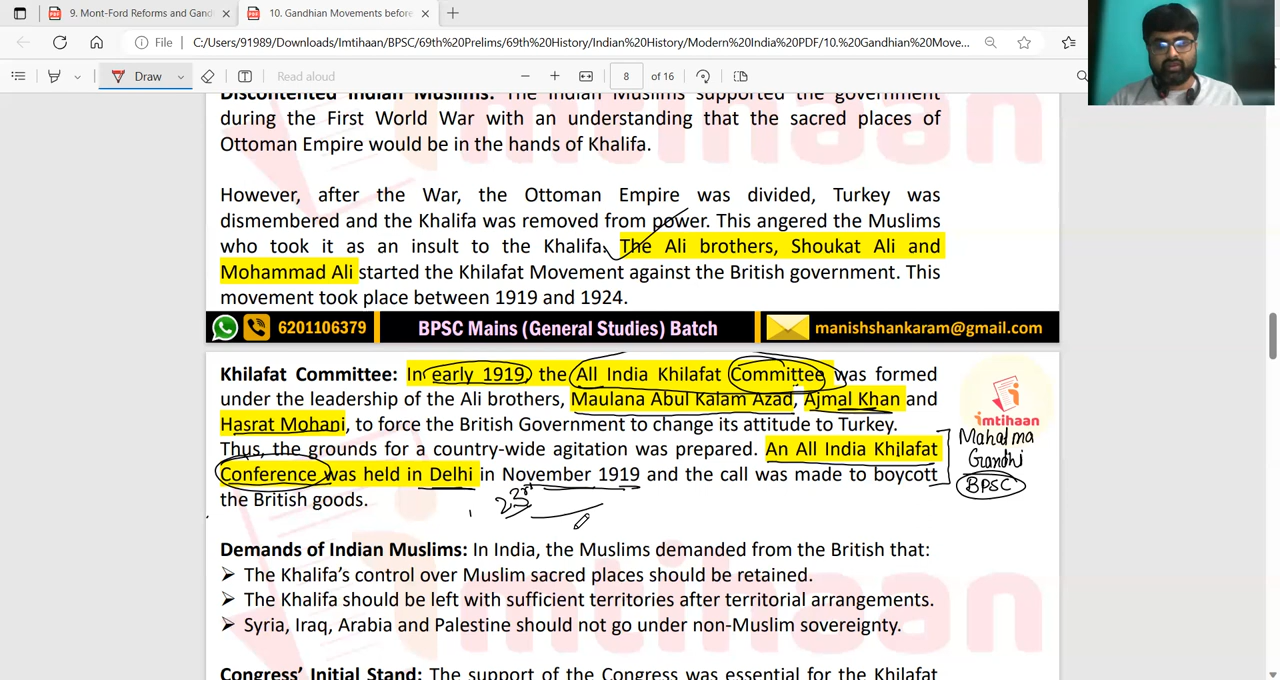 9. Mont-Ford Reforms and Gand
10. Gandhian Movements before
File
C:/Users/91989/Downloads/Imtihaan/BPSC/69th%20Prelims/69th%20History/Indian%20History/Modern%20India%20PDF/10.%20Gandhian%20Move...
Draw
Read aloud
8 of 16
Discontented Indian Muslims: The Indian Muslims supported the government
during the First World War with an understanding that the sacred places of
Ottoman Empire would be in the hands of Khalifa.
However, after the War, the Ottoman Empire was divided, Turkey was
dismembered and the Khalifa was removed from power. This angered the Muslims
who took it as an insult to the Khalifa. The Ali brothers, Shoukat Ali and
Mohammad Ali started the Khilafat Movement against the British government. This
movement took place between 1919 and 1924.
6201106379 BPSC Mains (General Studies) Batch manishshankaram@gmail.com
Khilafat Committee: In early 1919, the All India Khilafat Committee was formed
under the leadership of the Ali brothers, Maulana Abul Kalam Azad, Ajmal Khan and
Hasrat Mohani, to force the British Government to change its attitude to Turkey.
Thus, the grounds for a country-wide agitation was prepared. An All India Khilafat
Conference was held in Delhi in November 1919 and the call was made to boycott
the British goods.
imtihaan
Mahatma
Gandhi
BPSC
23rd
Demands of Indian Muslims: In India, the Muslims demanded from the British that:
➢ The Khalifa's control over Muslim sacred places should be retained.
➢ The Khalifa should be left with sufficient territories after territorial arrangements.
➢ Syria, Iraq, Arabia and Palestine should not go under non-Muslim sovereignty.
Congress' Initial Stand: The support of the Congress was essential for the Khilafat